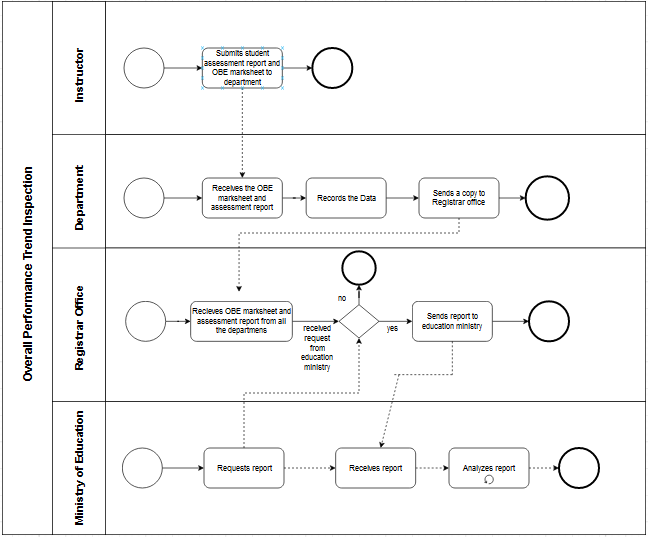 Overall Performance Trend Inspection
Instructor
Submits student
assessment report and
OBE marksheet to
department
Department
Receives the OBE
marksheet and
assessment report
Records the Data
Sends a copy to
Registrar office
Registrar Office
Recieves OBE marksheet and
assessment report from all
the departmens
received
request
from
education
ministry
no
yes
Sends report to
education ministry
Ministry of Education
Requests report
Receives report
Analyzes report